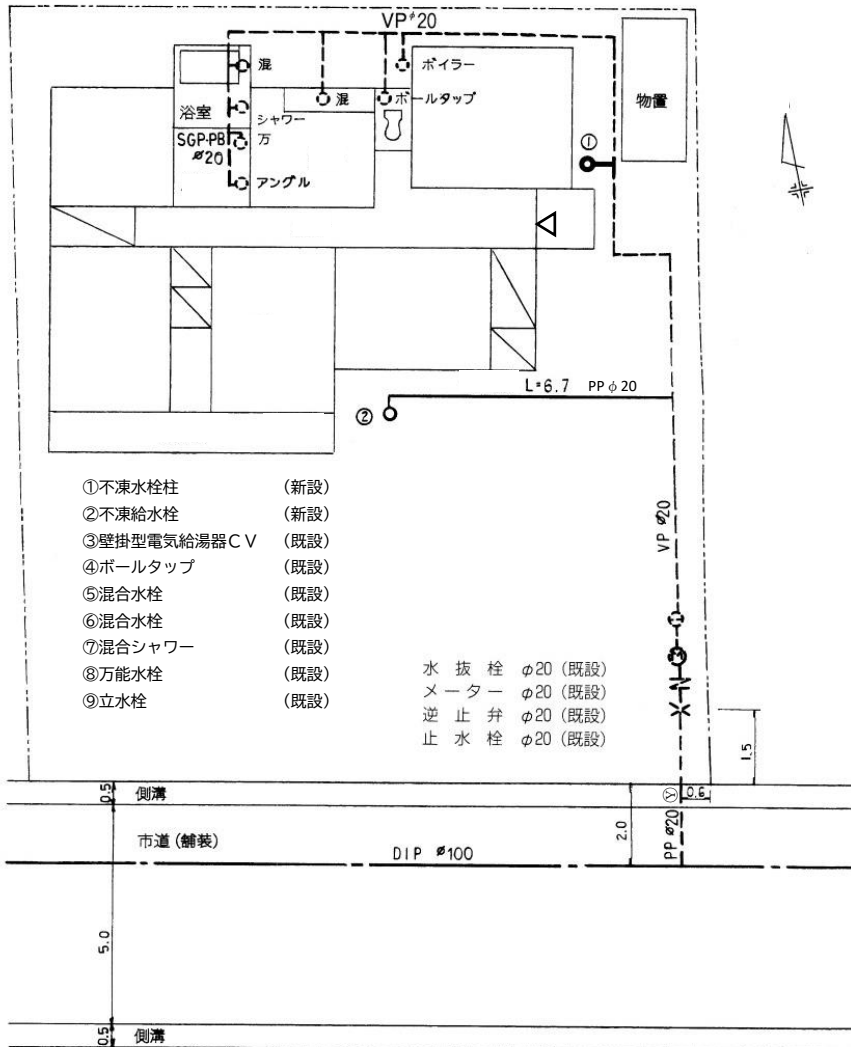 VP φ20
混
ボイラー
混
ボールタップ
物置
浴室
シャワー
SGP-PB
φ20
万
①
アングル
L=6.7 PPφ20
②
①不凍水栓柱 (新設)
②不凍給水栓 (新設)
③壁掛型電気給湯器CV (既設)
④ボールタップ (既設)
⑤混合水栓 (既設)
⑥混合水栓 (既設)
⑦混合シャワー (既設)
⑧万能水栓 (既設)
⑨立水栓 (既設)
VP φ20
水抜栓 φ20 (既設)
メーター φ20 (既設)
逆止弁 φ20 (既設)
止水栓 φ20 (既設)
1.5
0.5
側溝
Ⓨ
0.6
市道(舗装)
2.0
PP φ20
DIP φ100
5.0
0.5
側溝